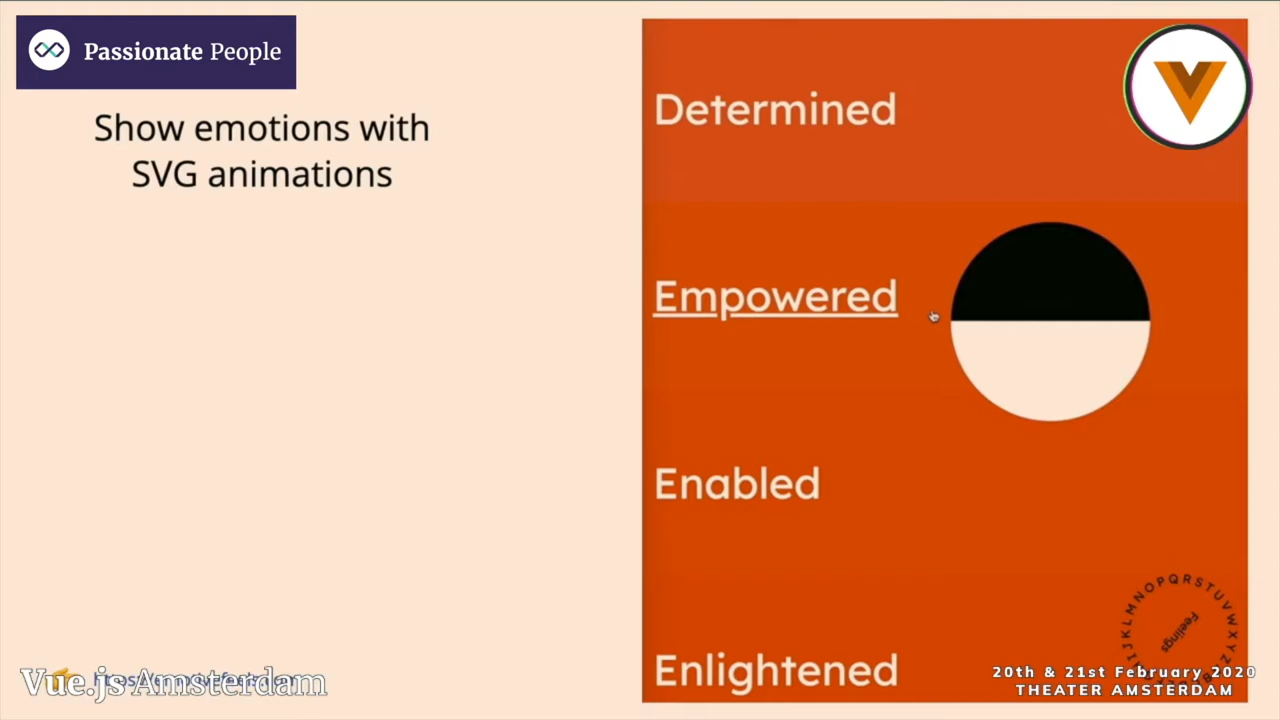 Passionate People
Show emotions with
SVG animations
Determined
Empowered
Enabled
Enlightened
Feelings
Vue.js Amsterdam
20th & 21st February 2020
THEATER AMSTERDAM